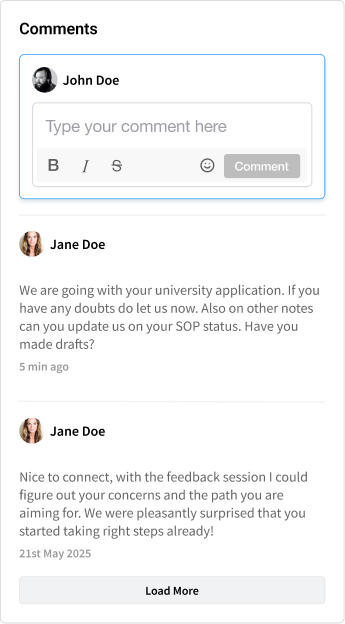 Comments
John Doe
Type your comment here
B I S Comment
Jane Doe
We are going with your university application. If you
have any doubts do let us now. Also on other notes
can you update us on your SOP status. Have you
made drafts?
5 min ago
Jane Doe
Nice to connect, with the feedback session I could
figure out your concerns and the path you are
aiming for. We were pleasantly surprised that you
started taking right steps already!
21st May 2025
Load More